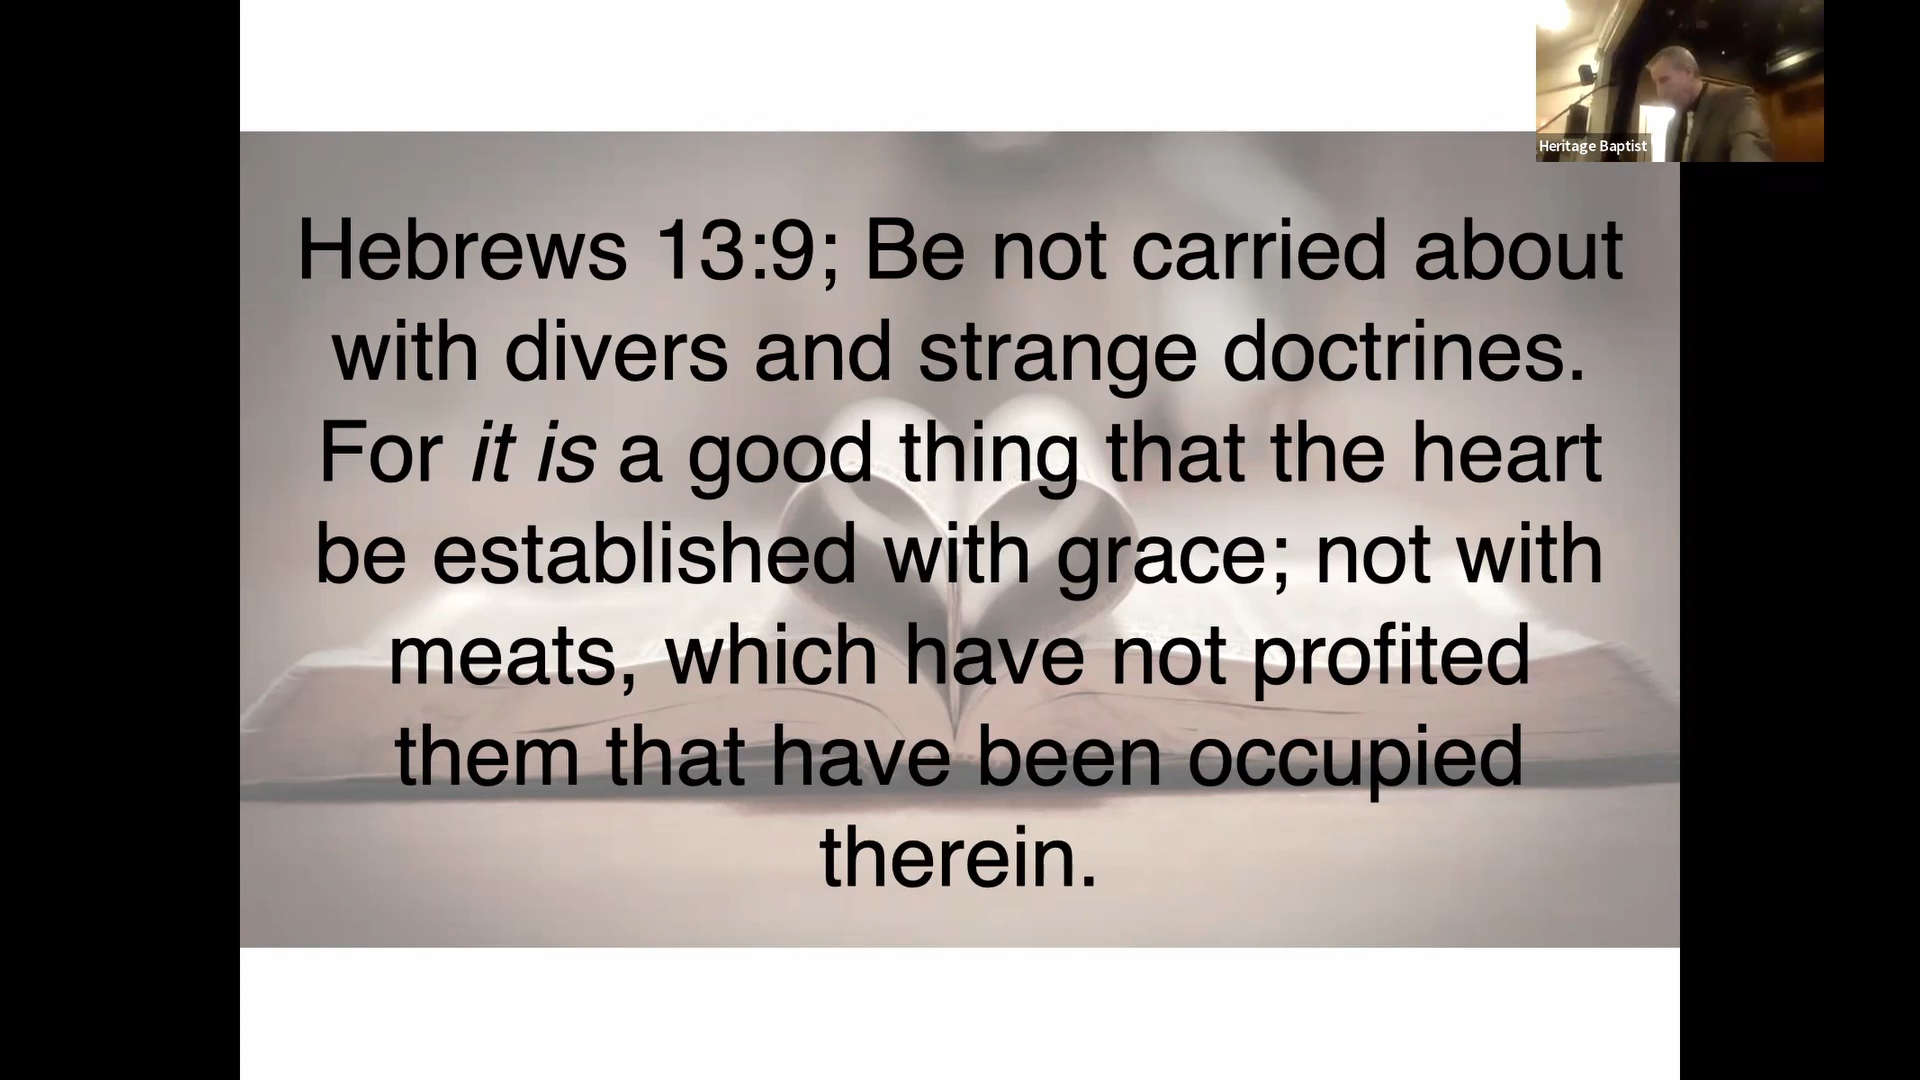 Heritage Baptist
Hebrews 13:9; Be not carried about
with divers and strange doctrines.
For it is a good thing that the heart
be established with grace; not with
meats, which have not profited
them that have been occupied
therein.